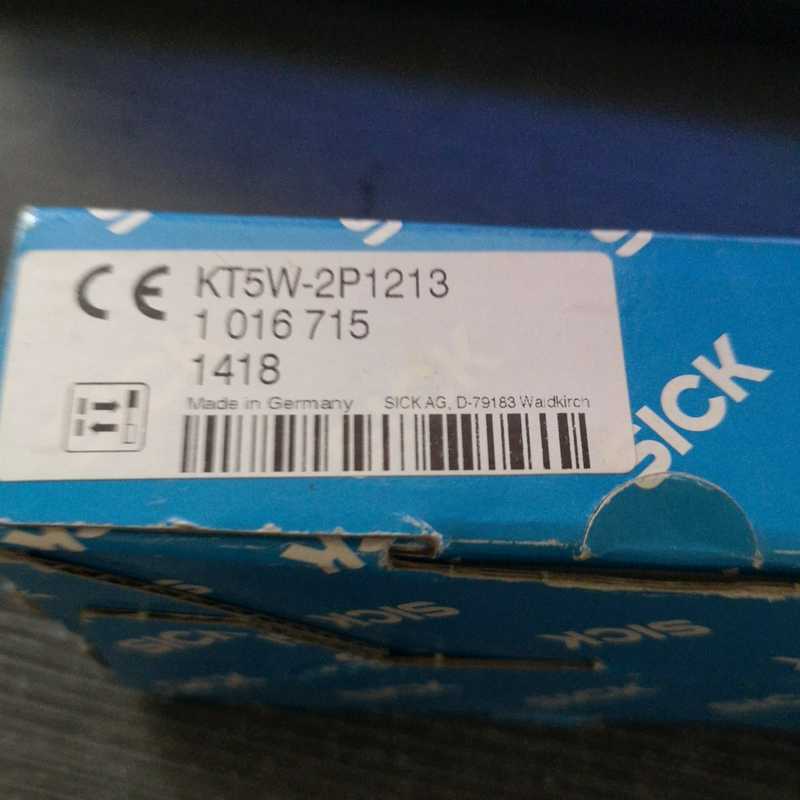 CE KT5W-2P1213
1 016 715
1418
Made in Germany SICK AG, D-79183 Waldkirch
SICK
SICK
SICK
SICK